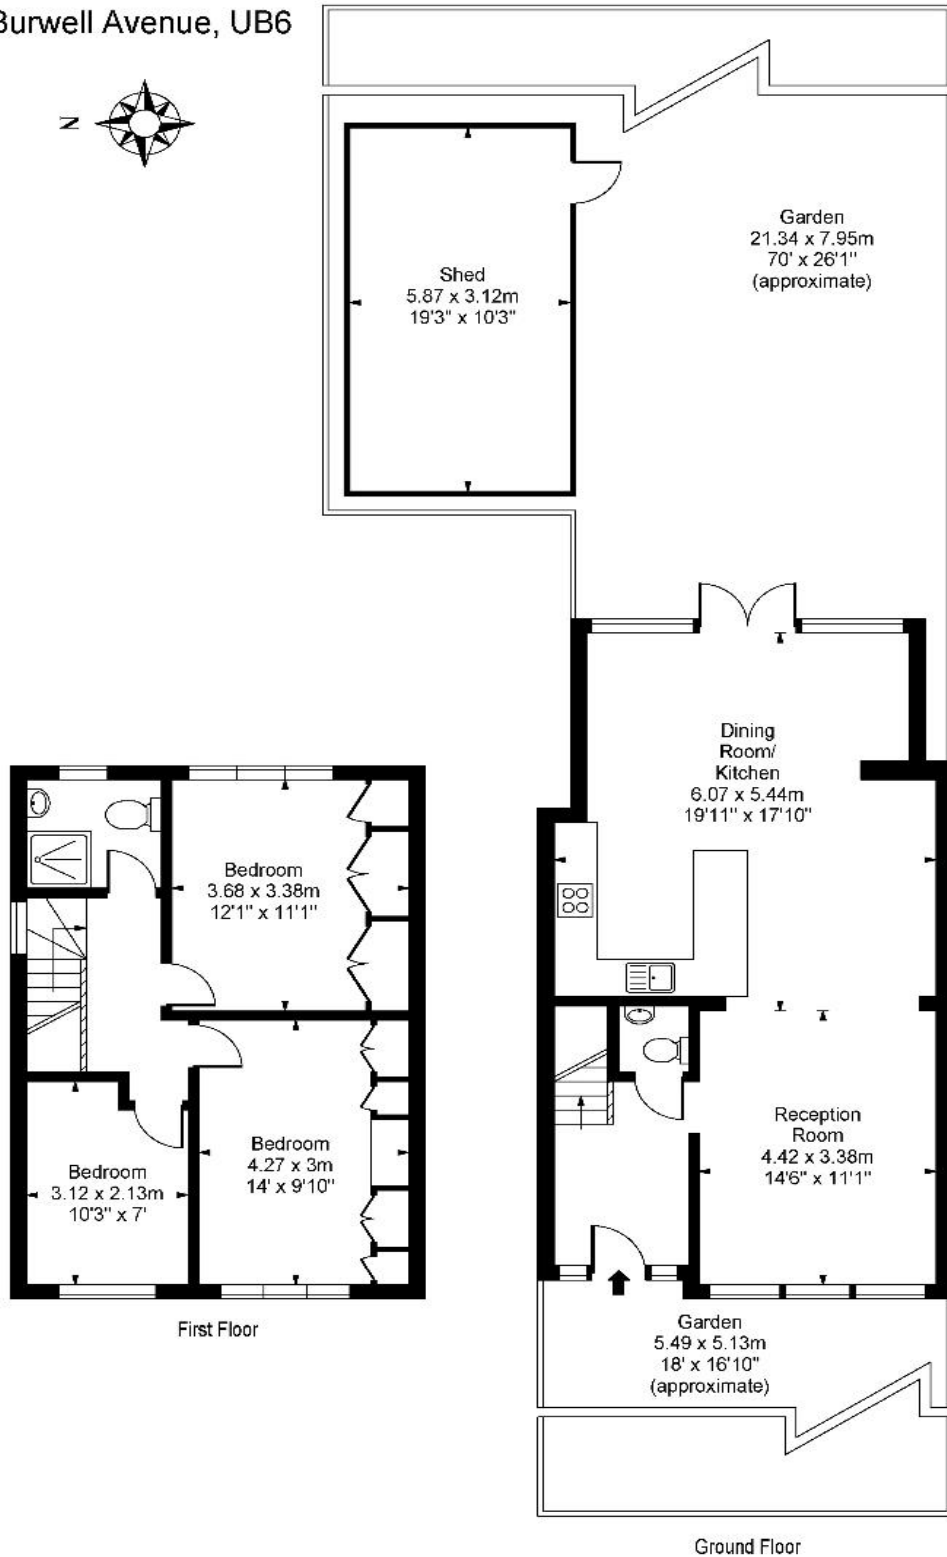 Burwell Avenue, UB6
N
Garden
21.34 x 7.95m
70' x 26'1"
(approximate)
Shed
5.87 x 3.12m
19'3" x 10'3"
Dining
Room/
Kitchen
6.07 x 5.44m
19'11" x 17'10"
Bedroom
3.68 x 3.38m
12'1" x 11'1"
Reception
Room
4.42 x 3.38m
14'6" x 11'1"
Bedroom
4.27 x 3m
14' x 9'10"
Bedroom
3.12 x 2.13m
10'3" x 7'
First Floor
Garden
5.49 x 5.13m
18' x 16'10"
(approximate)
Ground Floor